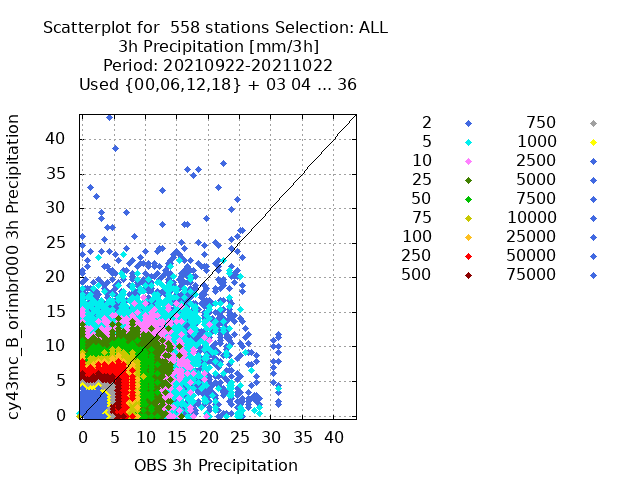 Scatterplot for  558 stations Selection: ALL
3h Precipitation [mm/3h]
Period: 20210922-20211022
Used {00,06,12,18} + 03 04 ... 36
cy43mc_B_orimbr000 3h Precipitation
40
35
30
25
20
15
10
5
0
0 5 10 15 20 25 30 35 40
OBS 3h Precipitation
2 750
5 1000
10 2500
25 5000
50 7500
75 10000
100 25000
250 50000
500 75000